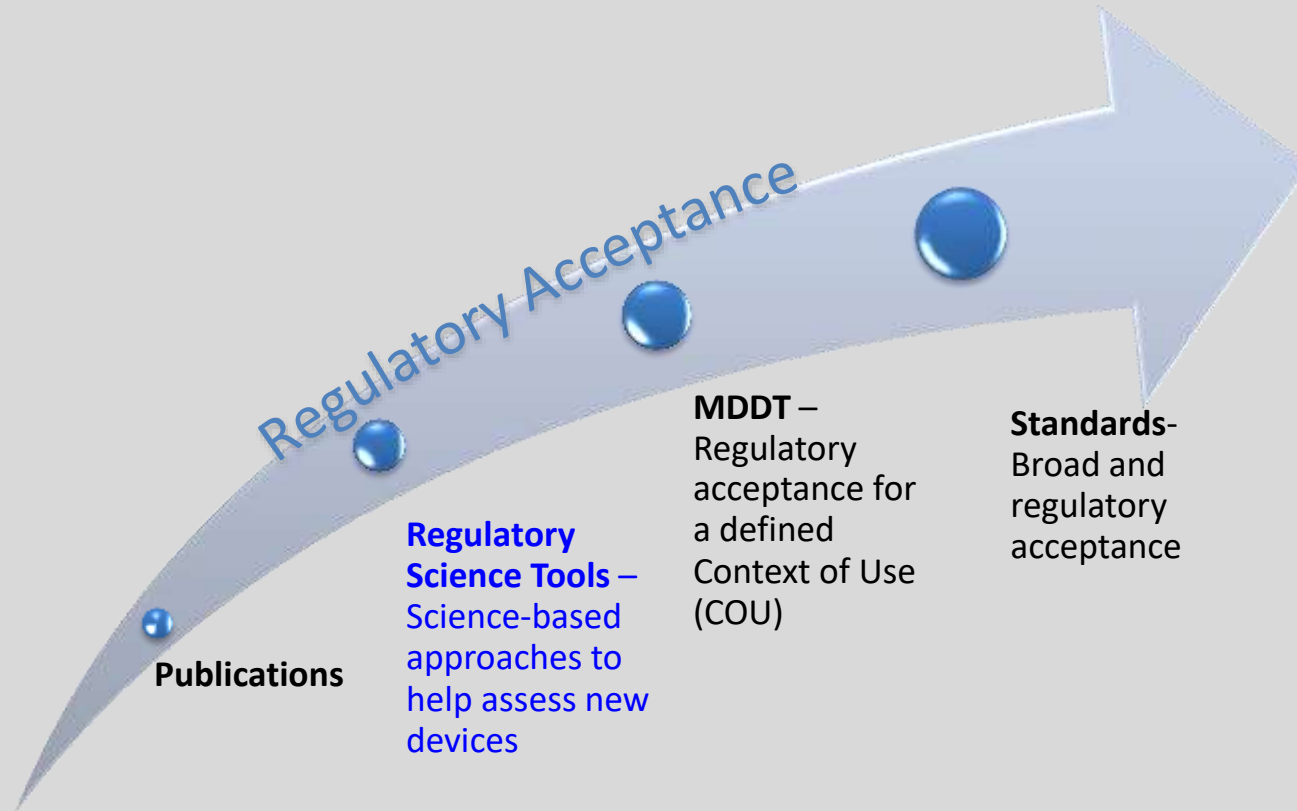 Regulatory Acceptance
Publications
Regulatory
Science Tools –
Science-based
approaches to
help assess new
devices
MDDT –
Regulatory
acceptance for
a defined
Context of Use
(COU)
Standards-
Broad and
regulatory
acceptance